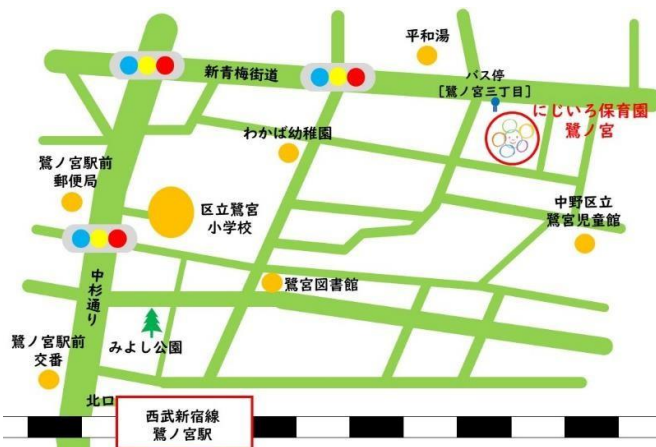 平和湯
新青梅街道
バス停
[鷺ノ宮三丁目]
にじいろ保育園
鷺ノ宮
わかば幼稚園
鷺ノ宮駅前
郵便局
区立鷺宮
小学校
中野区立
鷺宮児童館
中杉通り
鷺宮図書館
みよし公園
鷺ノ宮駅前
交番
北口
西武新宿線
鷺ノ宮駅